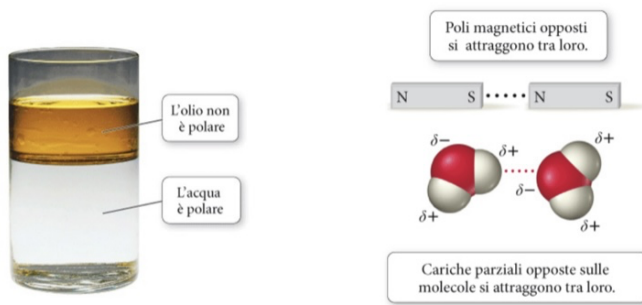 L'olio non
è polare
L'acqua
è polare
Poli magnetici opposti
si attraggono tra loro.
N S N S
δ−
δ+
δ+
δ−
δ+
δ+
Cariche parziali opposte sulle
molecole si attraggono tra loro.